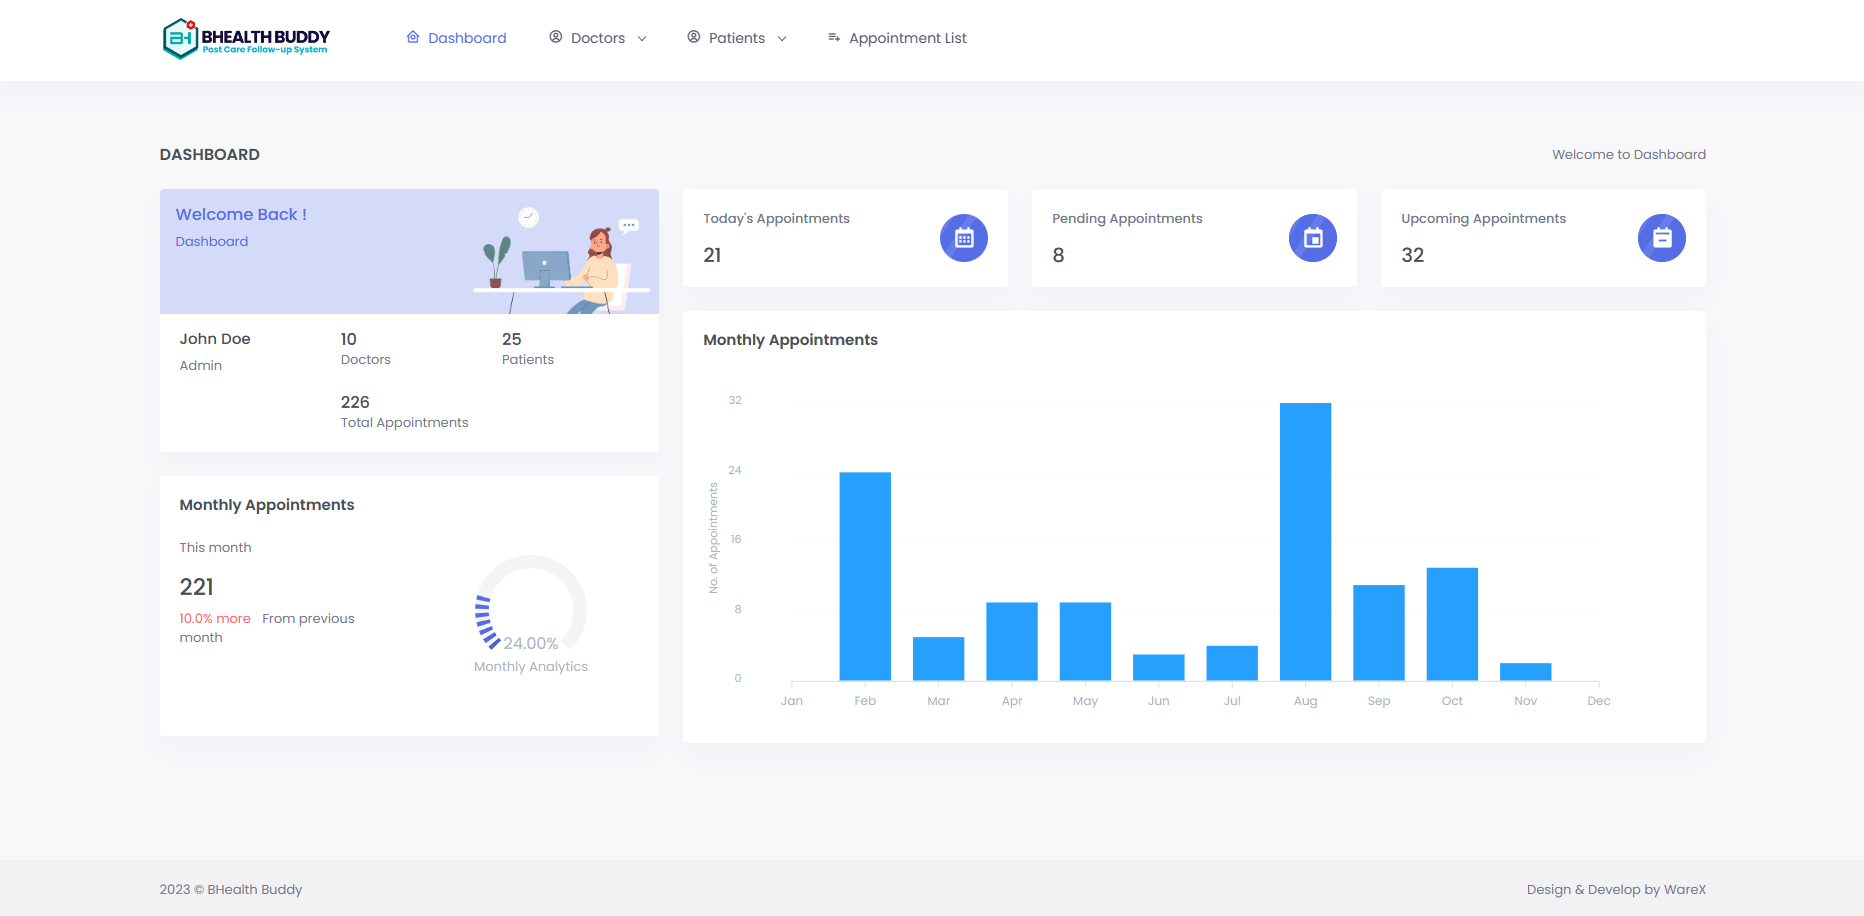 BHEALTH BUDDY
Post Care Follow-up System
Dashboard
Doctors
Patients
Appointment List
DASHBOARD
Welcome to Dashboard
Welcome Back !
Dashboard
John Doe
Admin
10
Doctors
25
Patients
226
Total Appointments
Monthly Appointments
This month
221
10.0% more From previous
month
24.00%
Monthly Analytics
Today's Appointments
21
Pending Appointments
8
Upcoming Appointments
32
Monthly Appointments
No. of Appointments
32
24
16
8
0
Jan Feb Mar Apr May Jun Jul Aug Sep Oct Nov Dec
2023 © BHealth Buddy
Design & Develop by WareX